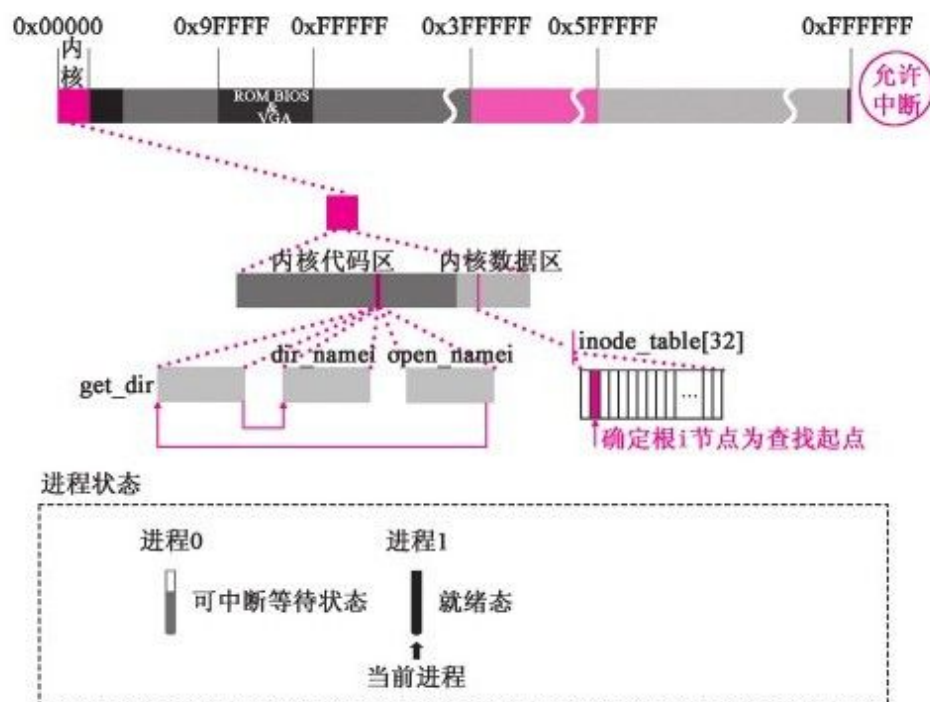 0x00000 0x9FFFF 0xFFFFF 0x3FFFFF 0x5FFFFF 0xFFFFFF
内核
ROM BIOS
&
VGA
允许
中断
内核代码区 内核数据区
dir_namei open_namei inode_table[32]
get_dir
...
确定根i节点为查找起点
进程状态
进程0 进程1
可中断等待状态 就绪态
当前进程